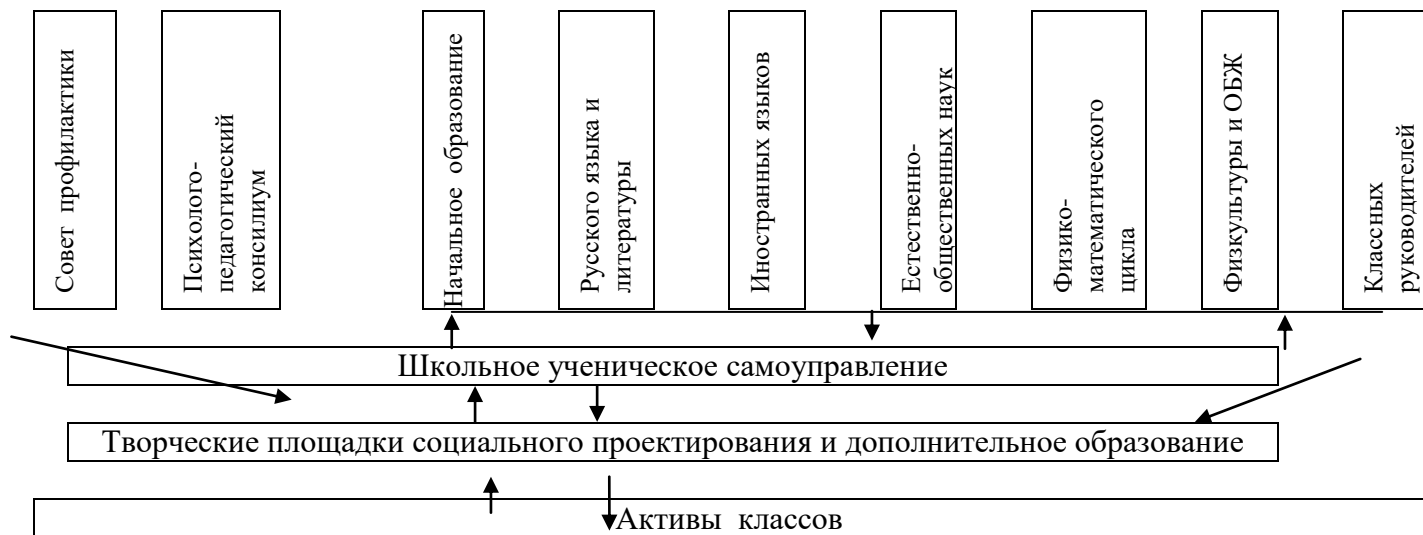 Совет профилактики
Психолого-
педагогический
консилиум
Начальное образование
Русского языка и
литературы
Иностранных языков
Естественно-
общественных наук
Физико-
математического
цикла
Физкультуры и ОБЖ
Классных
руководителей
Школьное ученическое самоуправление
Творческие площадки социального проектирования и дополнительное образование
Активы классов